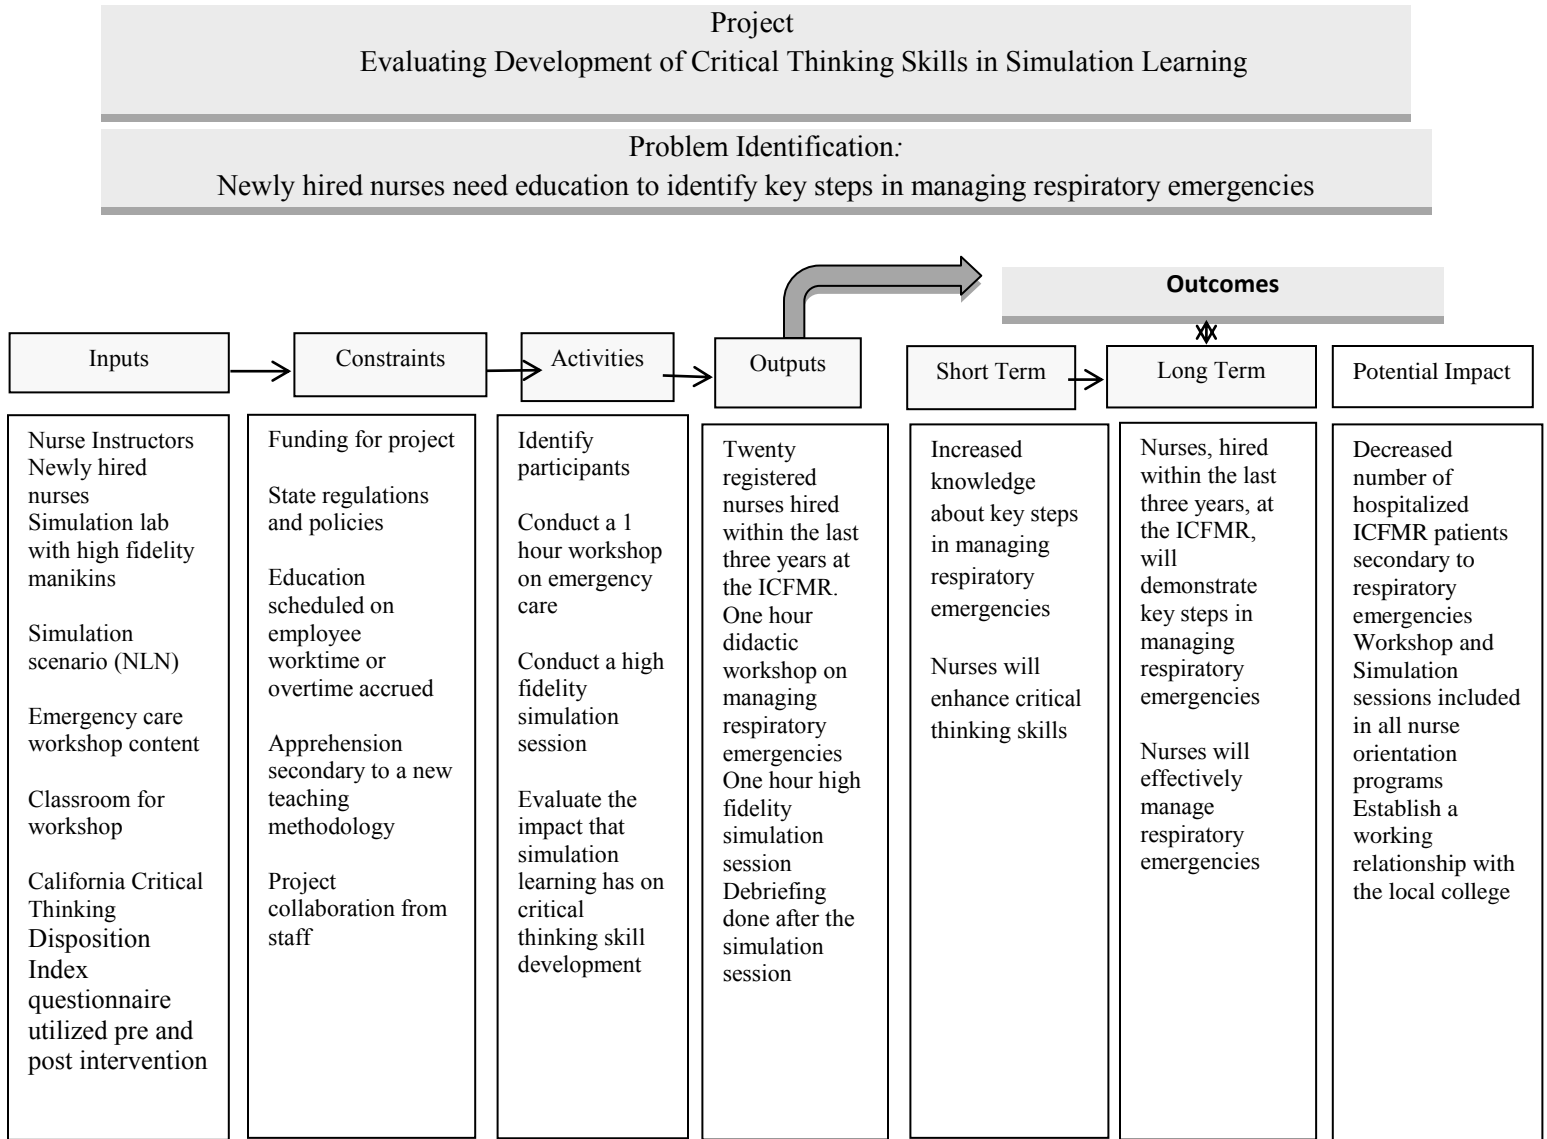 Project
Evaluating Development of Critical Thinking Skills in Simulation Learning
Problem Identification:
Newly hired nurses need education to identify key steps in managing respiratory emergencies
Outcomes
Inputs
Constraints
Activities
Outputs
Short Term
Long Term
Potential Impact
Nurse Instructors
Newly hired
nurses
Simulation lab
with high fidelity
manikins
Simulation
scenario (NLN)
Emergency care
workshop content
Classroom for
workshop
California Critical
Thinking
Disposition
Index
questionnaire
utilized pre and
post intervention
Funding for project
State regulations
and policies
Education
scheduled on
employee
worktime or
overtime accrued
Apprehension
secondary to a new
teaching
methodology
Project
collaboration from
staff
Identify
participants
Conduct a 1
hour workshop
on emergency
care
Conduct a high
fidelity
simulation
session
Evaluate the
impact that
simulation
learning has on
critical
thinking skill
development
Twenty
registered
nurses hired
within the last
three years at
the ICFMR.
One hour
didactic
workshop on
managing
respiratory
emergencies
One hour high
fidelity
simulation
session
Debriefing
done after the
simulation
session
Increased
knowledge
about key steps
in managing
respiratory
emergencies
Nurses will
enhance critical
thinking skills
Nurses, hired
within the last
three years, at
the ICFMR,
will
demonstrate
key steps in
managing
respiratory
emergencies
Nurses will
effectively
manage
respiratory
emergencies
Decreased
number of
hospitalized
ICFMR patients
secondary to
respiratory
emergencies
Workshop and
Simulation
sessions included
in all nurse
orientation
programs
Establish a
working
relationship with
the local college